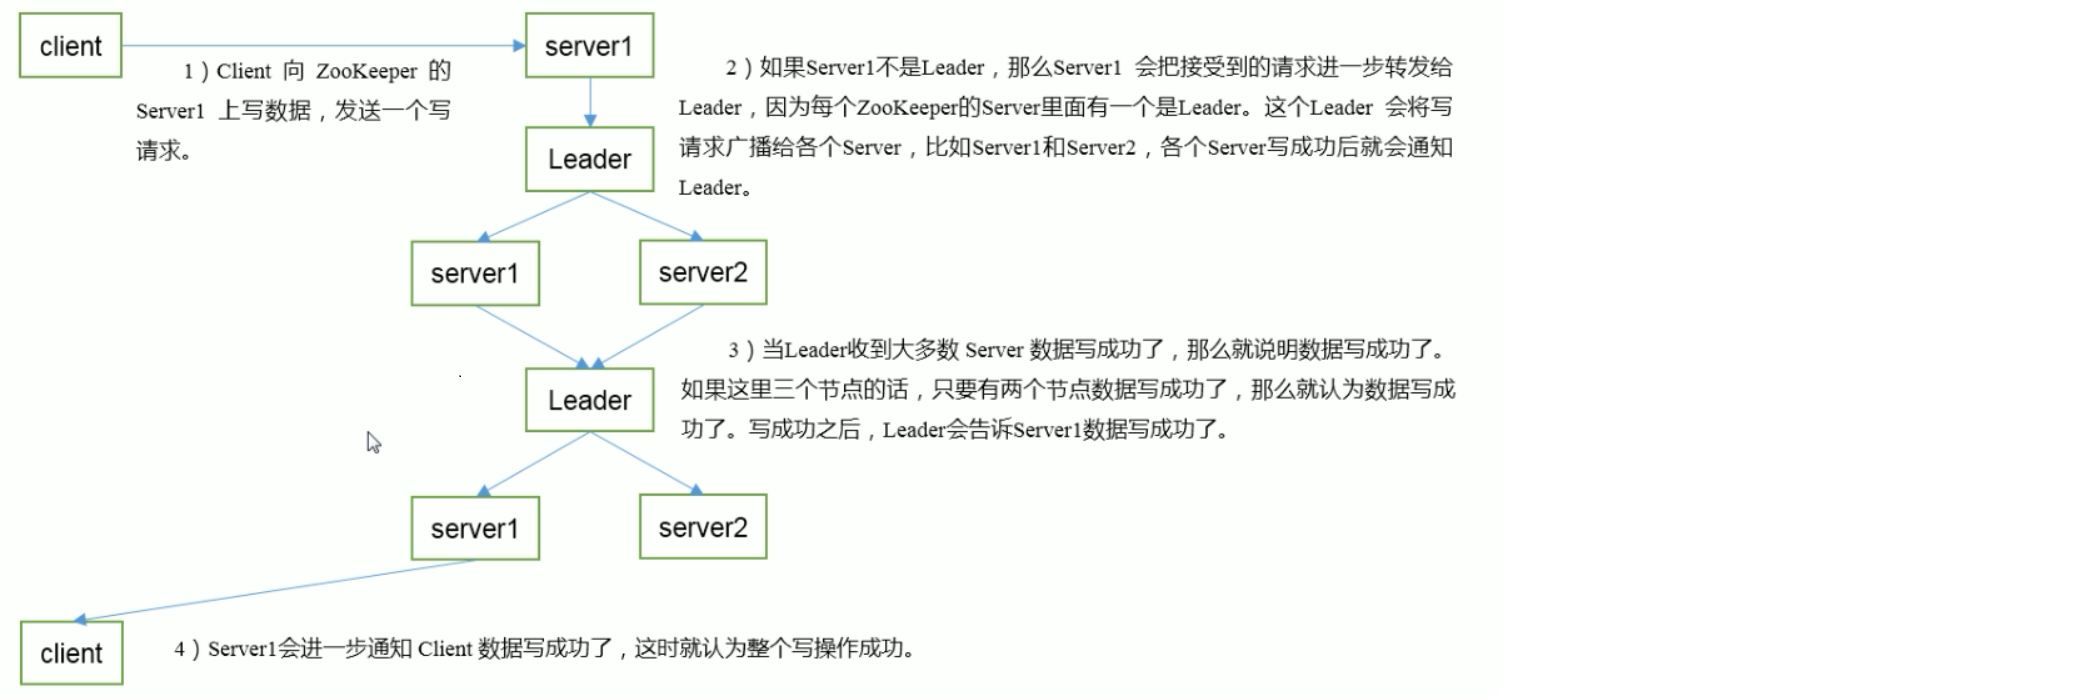 client
server1
1）Client 向 ZooKeeper 的
Server1 上写数据，发送一个写
请求。
2）如果Server1不是Leader，那么Server1 会把接受到的请求进一步转发给
Leader，因为每个ZooKeeper的Server里面有一个是Leader。这个Leader 会将写
请求广播给各个Server，比如Server1和Server2，各个Server写成功后就会通知
Leader。
Leader
server1
server2
3）当Leader收到大多数 Server 数据写成功了，那么就说明数据写成功了。
如果这里三个节点的话，只要有两个节点数据写成功了，那么就认为数据写成
功了。写成功之后，Leader会告诉Server1数据写成功了。
Leader
server1
server2
client
4）Server1会进一步通知 Client 数据写成功了，这时就认为整个写操作成功。